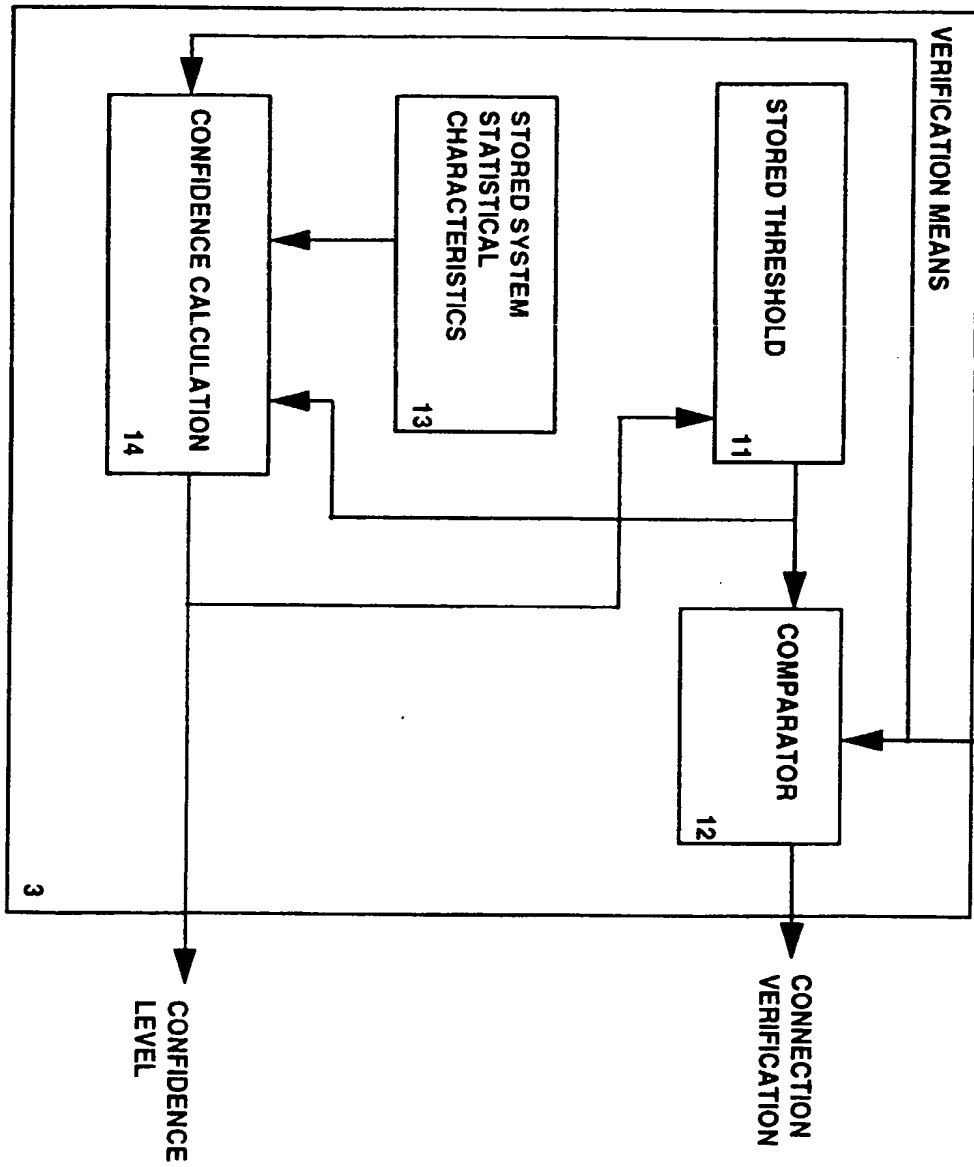 VERIFICATION MEANS
STORED THRESHOLD
11
COMPARATOR
12
CONNECTION
VERIFICATION
STORED SYSTEM
STATISTICAL
CHARACTERISTICS
13
CONFIDENCE CALCULATION
14
3
CONFIDENCE
LEVEL